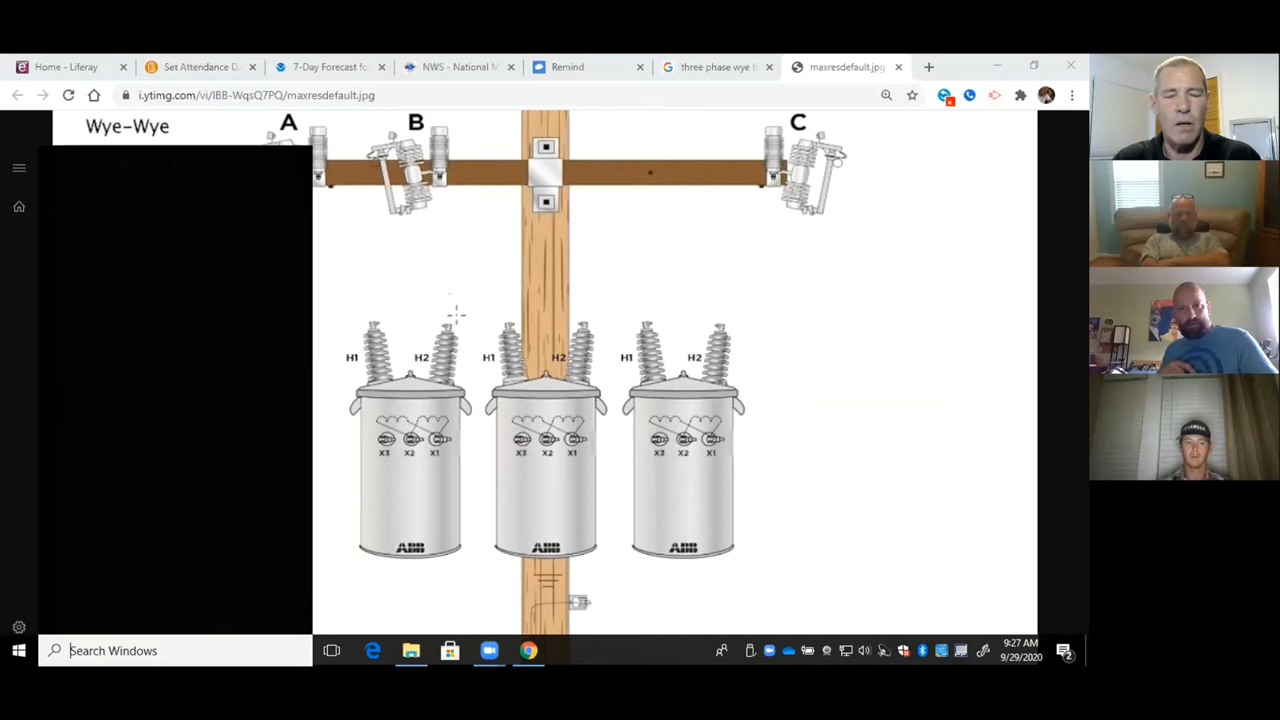 Home - Liferay
Set Attendance D
7-Day Forecast fo
NWS - National M
Remind
three phase wye b
maxresdefault.jpg
i.ytimg.com/vi/IBB-WqsQ7PQ/maxresdefault.jpg
Wye-Wye
A
B
C
H1
H2
H1
H2
H1
H2
X3
X2
X1
X3
X2
X1
X3
X2
X1
ABB
ABB
ABB
Search Windows
9:27 AM
9/29/2020
2